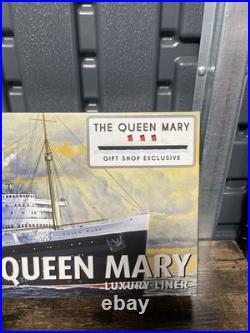 THE QUEEN MARY
GIFT SHOP EXCLUSIVE
QUEEN MARY
LUXURY LINER